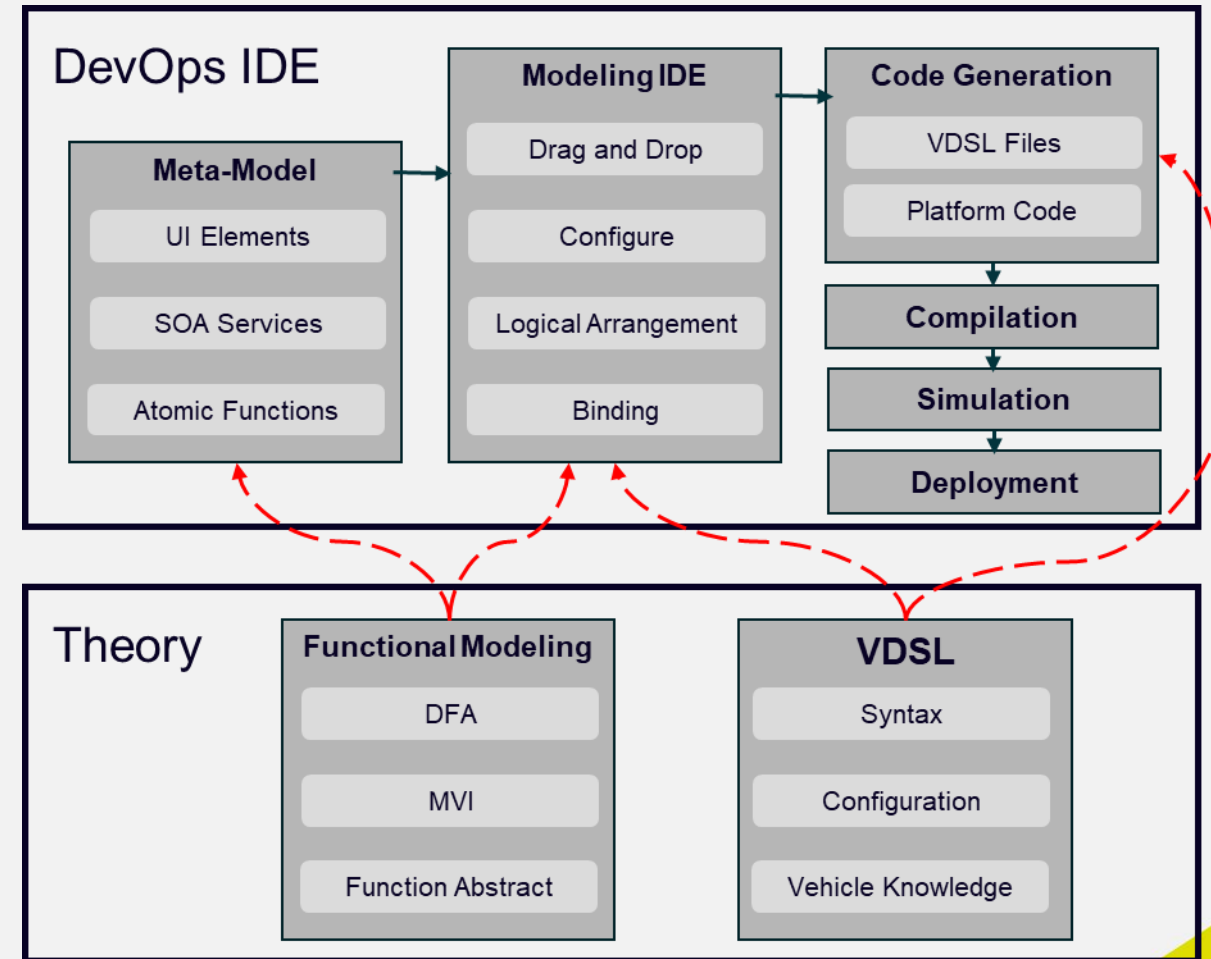 DevOps IDE
Meta-Model
UI Elements
SOA Services
Atomic Functions
Modeling IDE
Drag and Drop
Configure
Logical Arrangement
Binding
Code Generation
VDSL Files
Platform Code
Compilation
Simulation
Deployment
Theory
Functional Modeling
DFA
MVI
Function Abstract
VDSL
Syntax
Configuration
Vehicle Knowledge